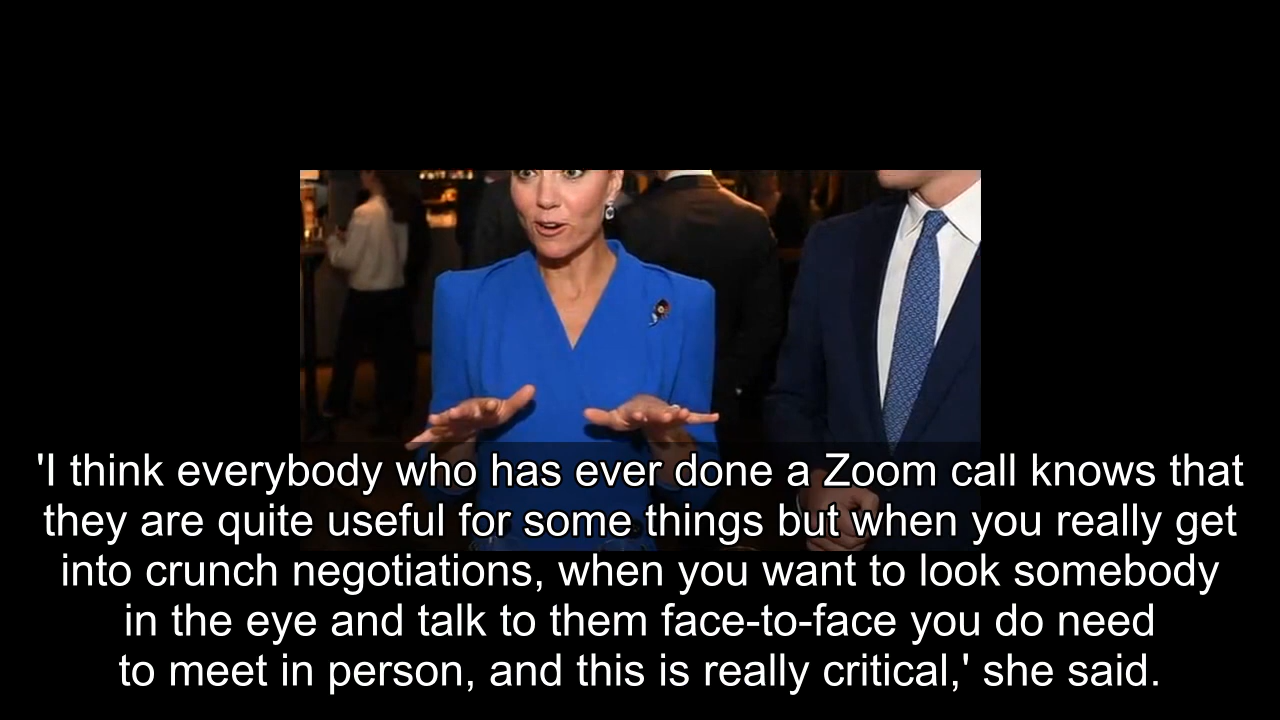 'I think everybody who has ever done a Zoom call knows that
they are quite useful for some things but when you really get
into crunch negotiations, when you want to look somebody
in the eye and talk to them face-to-face you do need
to meet in person, and this is really critical,' she said.